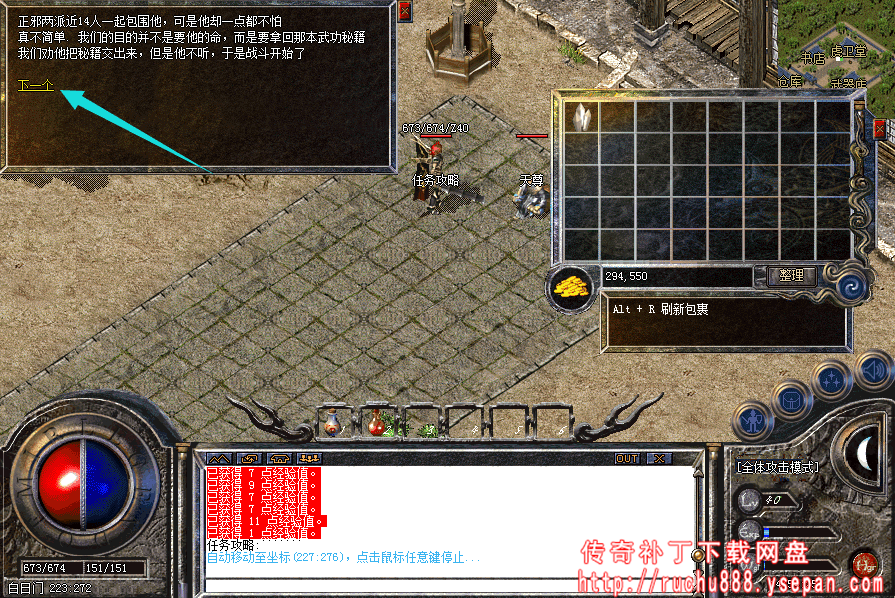 正邪两派近14人一起包围他，可是他却一点都不怕
真不简单. 我们的目的并不是要他的命，而是要拿回那本武功秘籍
我们劝他把秘籍交出来，但是他不听，于是战斗开始了
下一个
书店
虎卫堂
仓库
武器店
673/674/Z40
任务攻略
天尊
294,550
整理
Alt + R 刷新包裹
OUT
已获得 7 点经验值。
已获得 9 点经验值。
已获得 7 点经验值。
已获得 7 点经验值。
已获得 11 点经验值。
已获得 1 点经验值。
任务攻略:
自动移动至坐标(227:276)，点击鼠标任意键停止...
[全体攻击模式]
Lv
40
Exp
673/674
151/151
白日门 223:272
传奇补丁下载网盘
http://ruchu888.ysepan.com